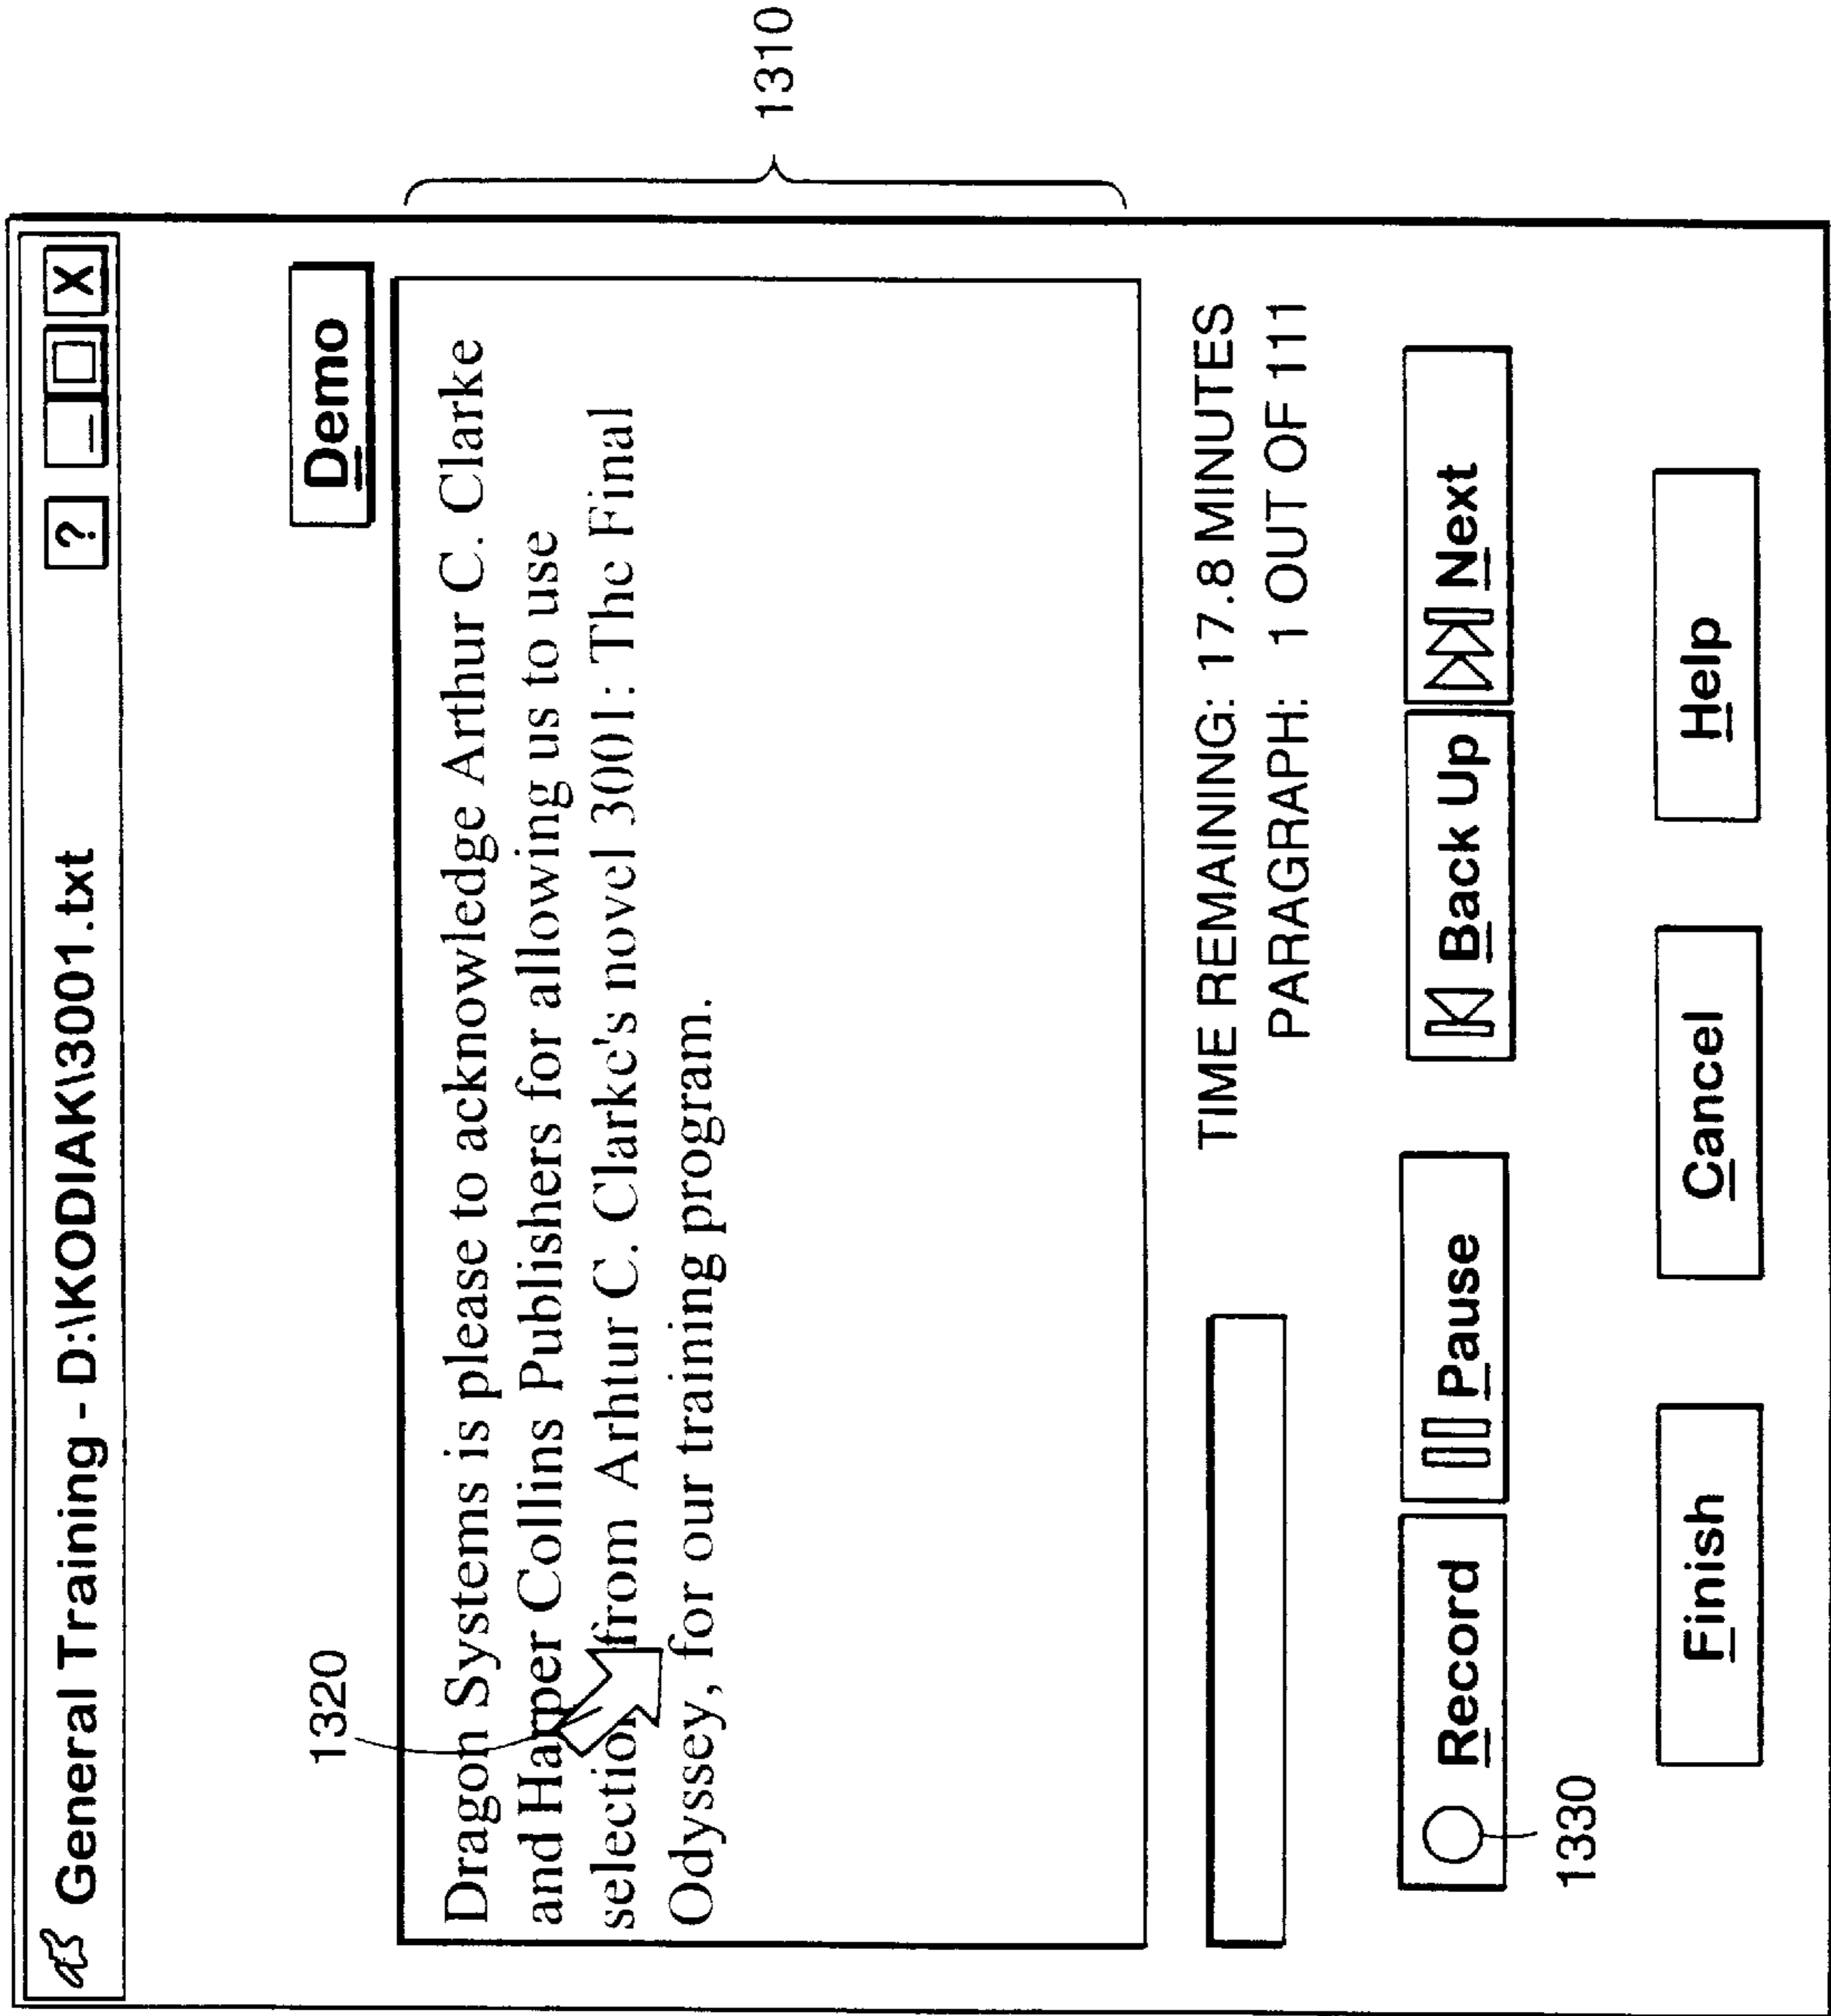 General Training - D:\KODIAK\3001.txt ? _ X
Demo
1320
Dragon Systems is please to acknowledge Arthur C. Clarke
and Harper Collins Publishers for allowing us to use
selection from Arhtur C. Clarke's novel 3001: The Final
Odyssey, for our training program.
1310
TIME REMAINING: 17.8 MINUTES
PARAGRAPH: 1 OUT OF 111
Record Pause Back Up Next
1330
Finish Cancel Help